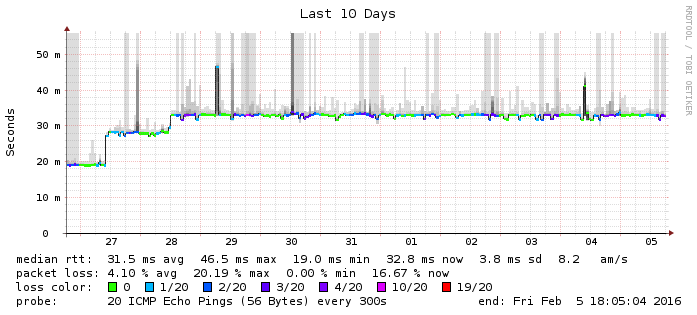 Last 10 Days
RRDTOOL / TOBI OETIKER
Seconds
50 m
40 m
30 m
20 m
10 m
0
27 28 29 30 31 01 02 03 04 05
median rtt: 31.5 ms avg 46.5 ms max 19.0 ms min 32.8 ms now 3.8 ms sd 8.2 am/s
packet loss: 4.10 % avg 20.19 % max 0.00 % min 16.67 % now
loss color: 0 1/20 2/20 3/20 4/20 10/20 19/20
probe: 20 ICMP Echo Pings (56 Bytes) every 300s end: Fri Feb 5 18:05:04 2016